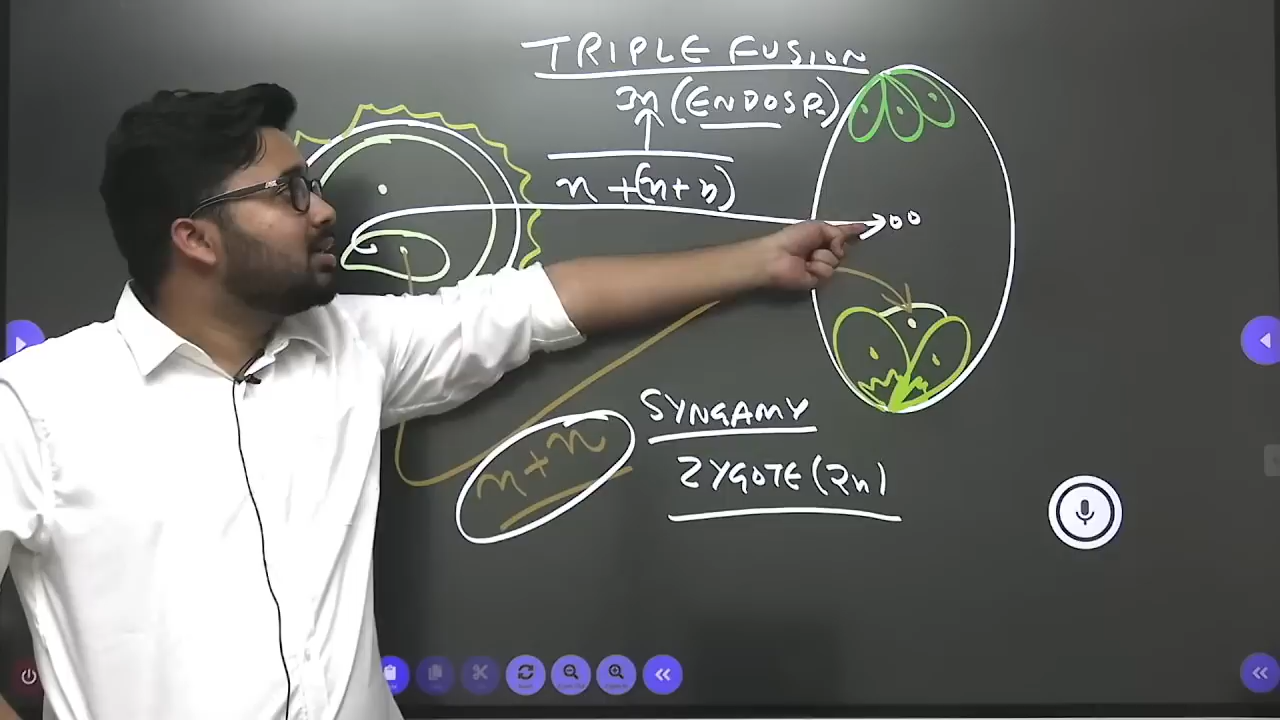 TRIPLE FUSION
3n (ENDOSP.)
n + (n + n)
SYNGAMY
n + n
ZYGOTE (2n)